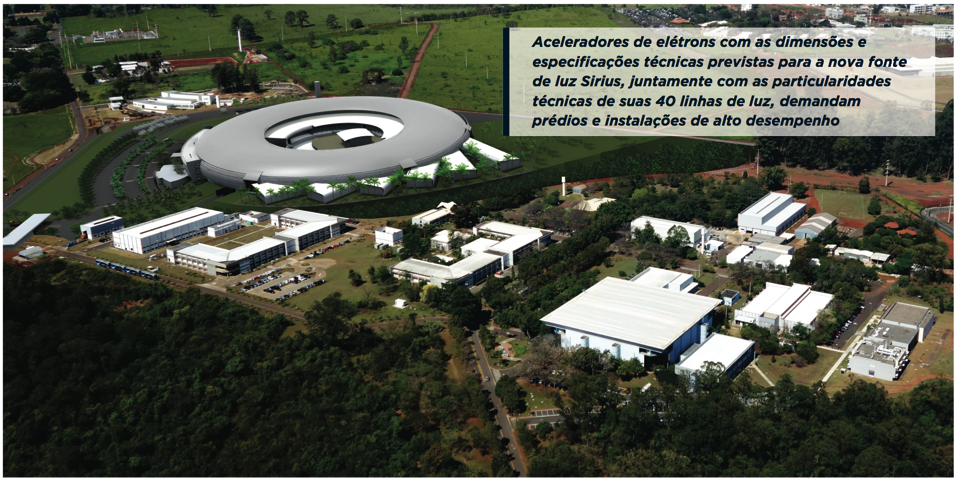 Aceleradores de elétrons com as dimensões e
especificações técnicas previstas para a nova fonte
de luz Sirius, juntamente com as particularidades
técnicas de suas 40 linhas de luz, demandam
prédios e instalações de alto desempenho